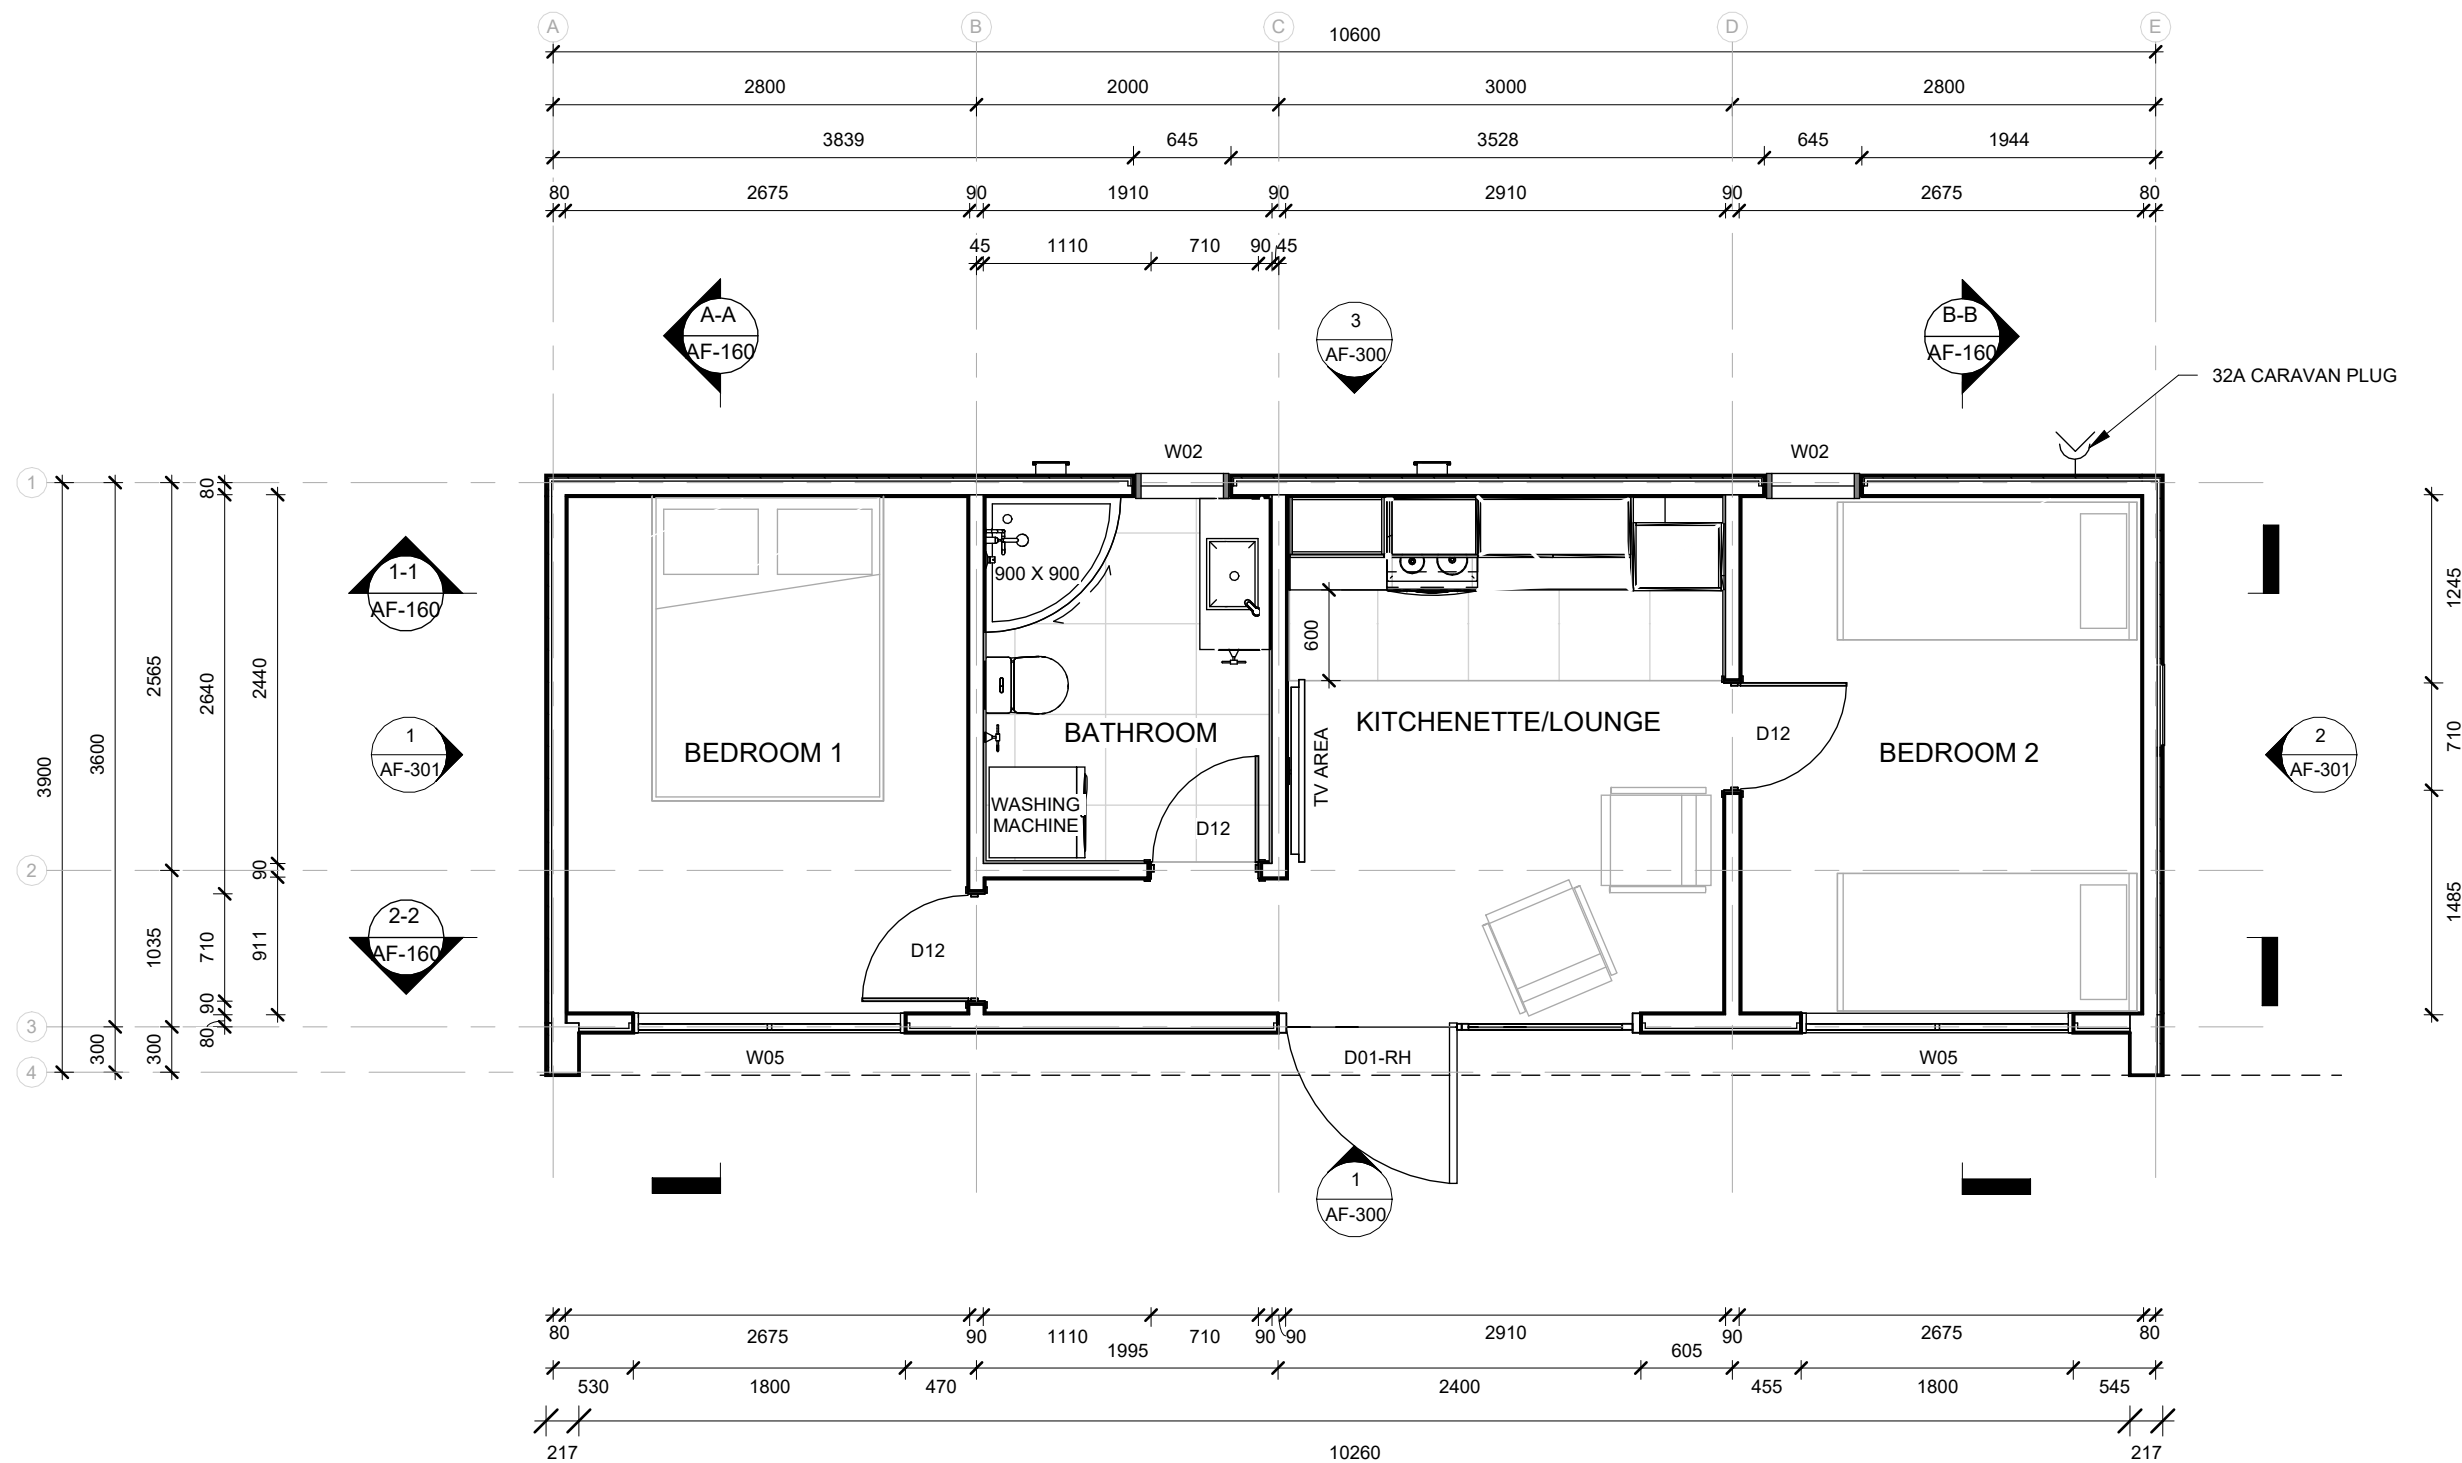 A
B
C
D
E
10600
2800
2000
3000
2800
3839
645
3528
645
1944
80
2675
90
1910
90
2910
90
2675
80
45
1110
710
90
45
A-A
AF-160
3
AF-300
B-B
AF-160
32A CARAVAN PLUG
W02
W02
1
2
3
4
3900
3600
300
2565
1035
300
80
2640
710
90
80
2440
90
911
1-1
AF-160
1
AF-301
2-2
AF-160
900 X 900
600
BEDROOM 1
BATHROOM
KITCHENETTE/LOUNGE
BEDROOM 2
TV AREA
WASHING
MACHINE
D12
D12
D12
W05
D01-RH
W05
1245
710
1485
2
AF-301
1
AF-300
80
2675
90
1110
710
90
90
2910
90
2675
80
530
1800
470
1995
2400
605
455
1800
545
217
10260
217